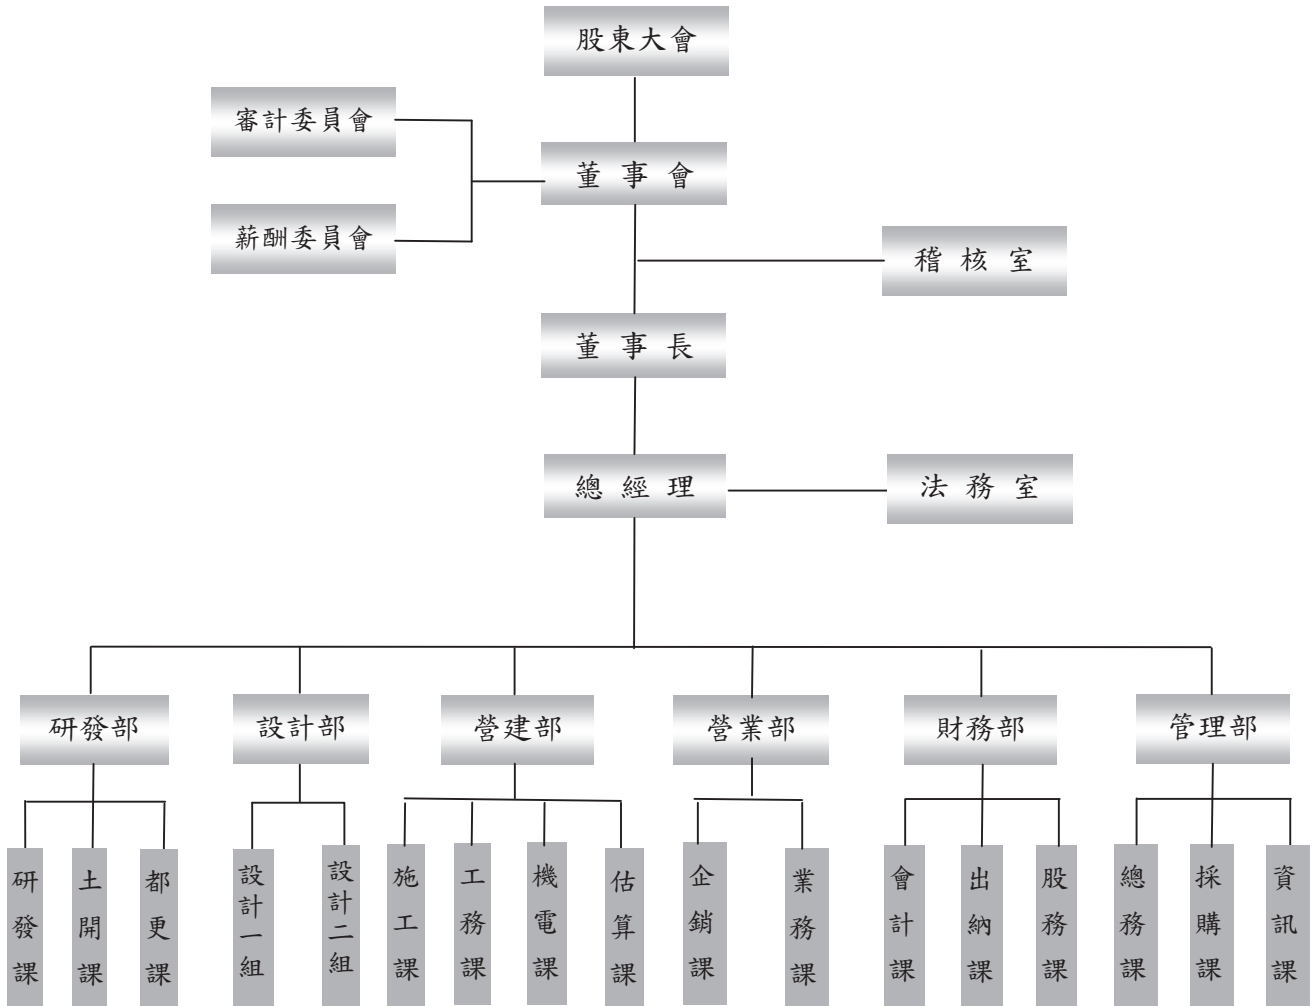 股東大會
審計委員會
董事會
薪酬委員會
稽核室
董事長
總經理
法務室
研發部
設計部
營建部
營業部
財務部
管理部
研發課
土開課
都更課
設計一組
設計二組
施工課
工務課
機電課
估算課
企銷課
業務課
會計課
出納課
股務課
總務課
採購課
資訊課